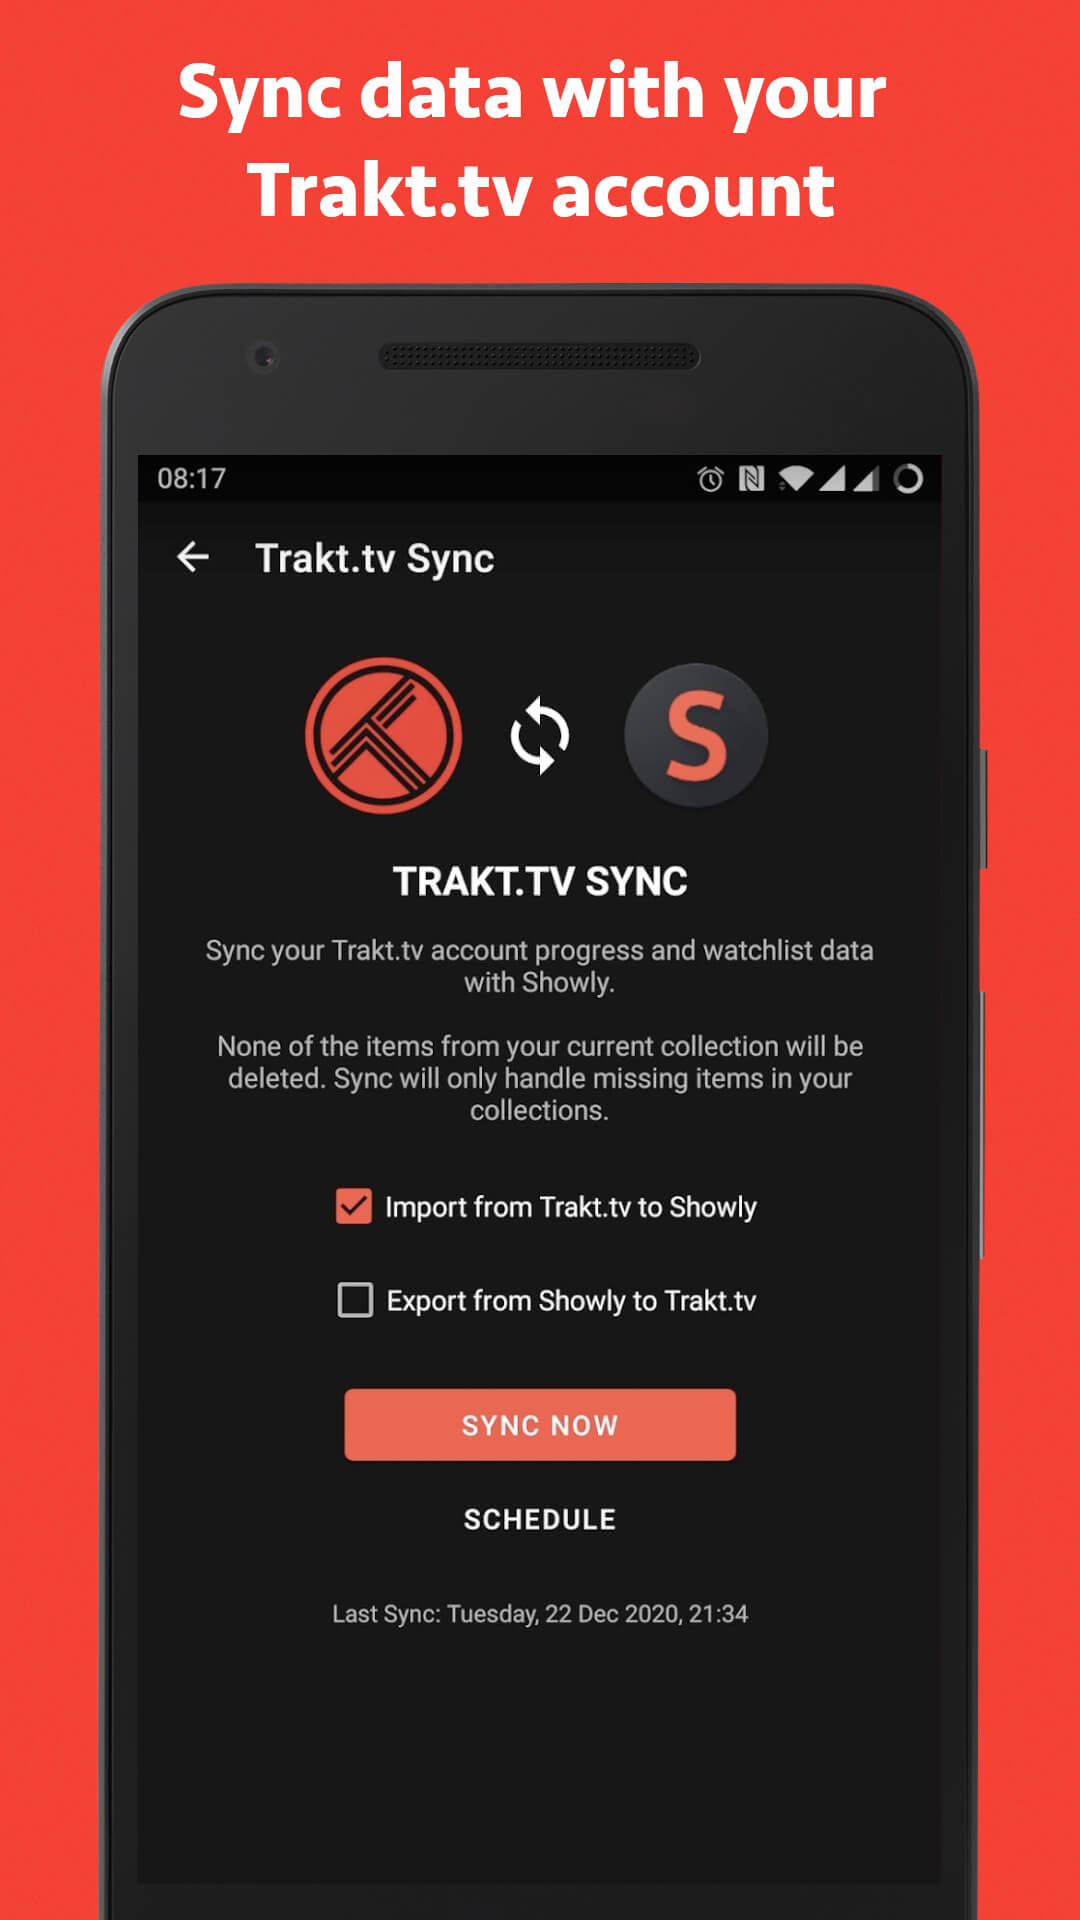 Sync data with your
Trakt.tv account
08:17
Trakt.tv Sync
S
TRAKT.TV SYNC
Sync your Trakt.tv account progress and watchlist data
with Showly.
None of the items from your current collection will be
deleted. Sync will only handle missing items in your
collections.
Import from Trakt.tv to Showly
Export from Showly to Trakt.tv
SYNC NOW
SCHEDULE
Last Sync: Tuesday, 22 Dec 2020, 21:34